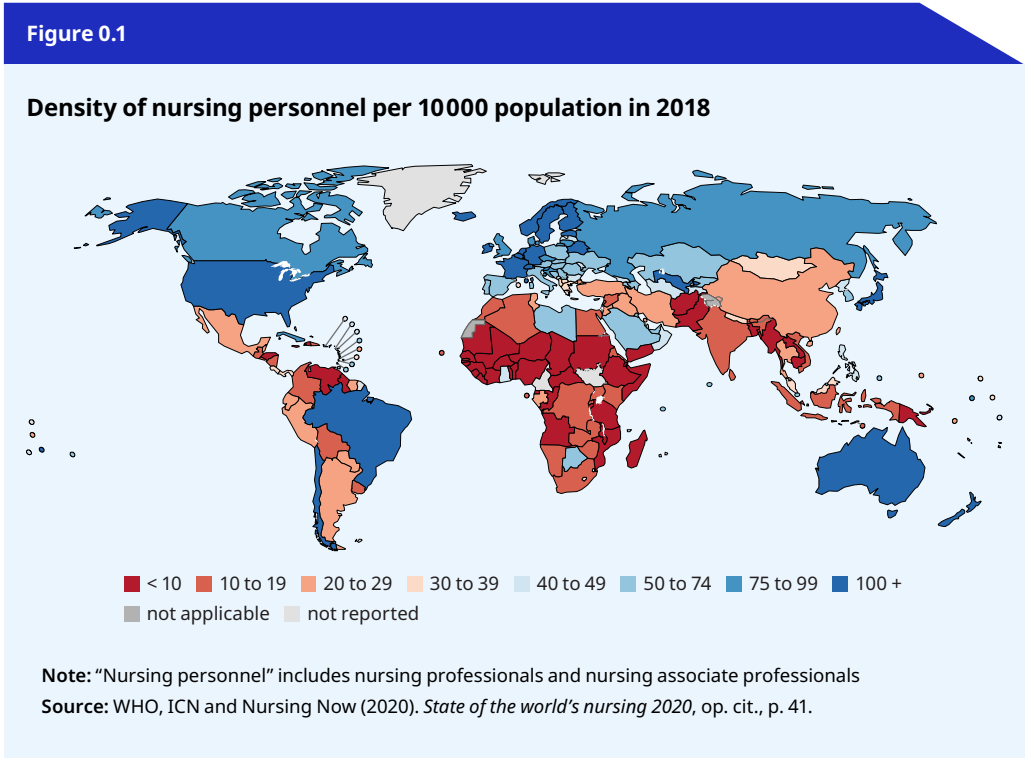 Figure 0.1
Density of nursing personnel per 10 000 population in 2018
< 10 10 to 19 20 to 29 30 to 39 40 to 49 50 to 74 75 to 99 100 +
not applicable not reported
Note: “Nursing personnel” includes nursing professionals and nursing associate professionals
Source: WHO, ICN and Nursing Now (2020). State of the world’s nursing 2020, op. cit., p. 41.